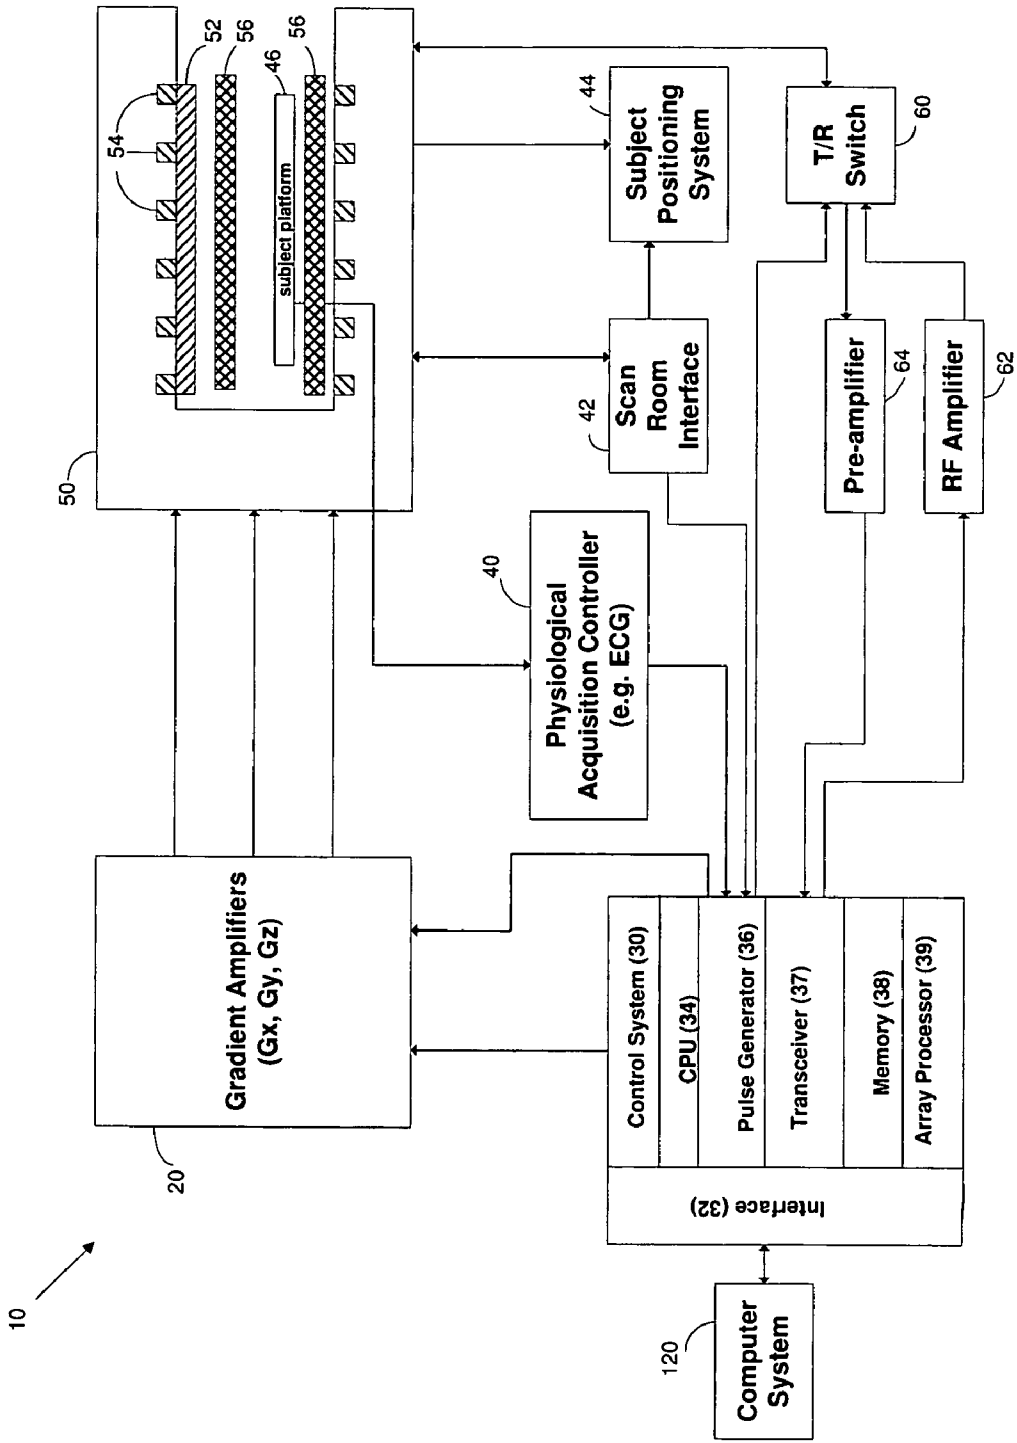 10
20
Gradient Amplifiers
(Gx, Gy, Gz)
50
54
52
56
46
56
subject platform
44
Subject
Positioning
System
42
Scan
Room
Interface
40
Physiological
Acquisition Controller
(e.g. ECG)
T/R
Switch
60
Pre-amplifier
64
RF Amplifier
62
Control System (30)
CPU (34)
Pulse Generator (36)
Transceiver (37)
Memory (38)
Array Processor (39)
Interface (32)
120
Computer
System